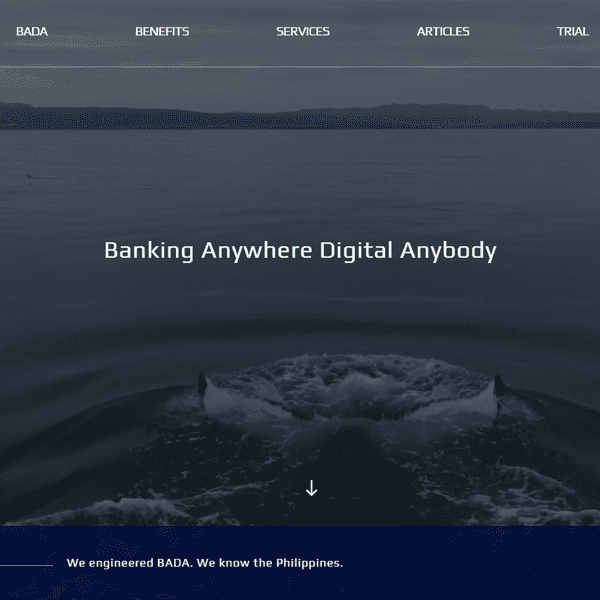 BADA BENEFITS SERVICES ARTICLES TRIAL
Banking Anywhere Digital Anybody
We engineered BADA. We know the Philippines.